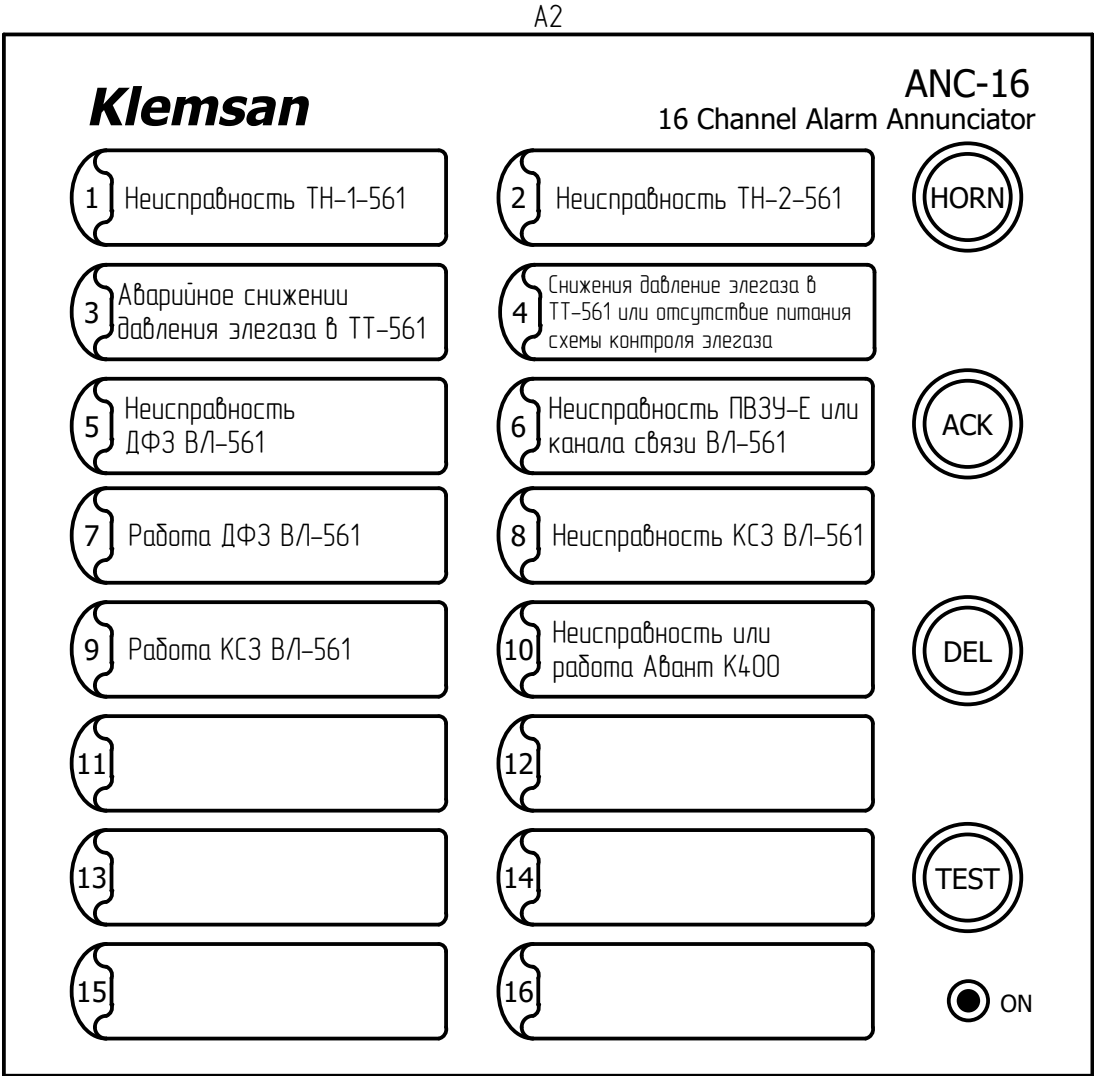 А2
Klemsan
ANC-16
16 Channel Alarm Annunciator
1 Неисправность ТН-1-561
2 Неисправность ТН-2-561
HORN
3 Аварийное снижении
давления элегаза в ТТ-561
4 Снижения давление элегаза в
ТТ-561 или отсутствие питания
схемы контроля элегаза
5 Неисправность
ДФЗ ВЛ-561
6 Неисправность ПВЗУ-Е или
канала связи ВЛ-561
ACK
7 Работа ДФЗ ВЛ-561
8 Неисправность КСЗ ВЛ-561
9 Работа КСЗ ВЛ-561
10 Неисправность или
работа Авант К400
DEL
11
12
13
14
TEST
15
16
ON